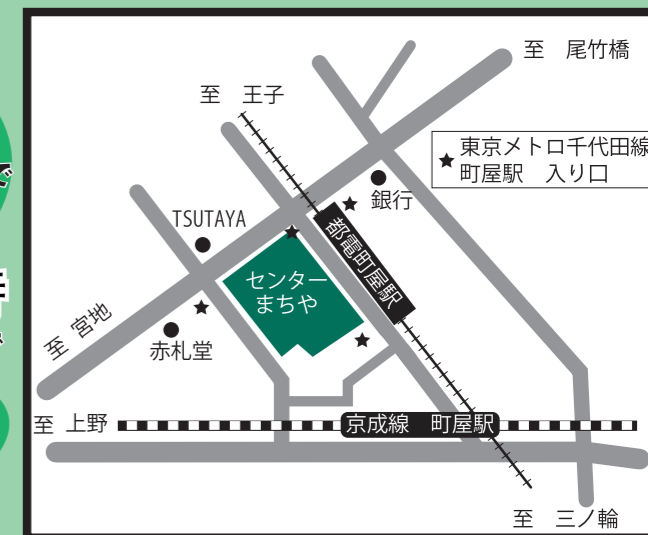 至　尾竹橋
至　王子
★ 東京メトロ千代田線
町屋駅　入り口
で
銀行
TSUTAYA
都電町屋駅
センター
まちや
至 宮地
赤札堂
至 上野
京成線　町屋駅
至　三ノ輪